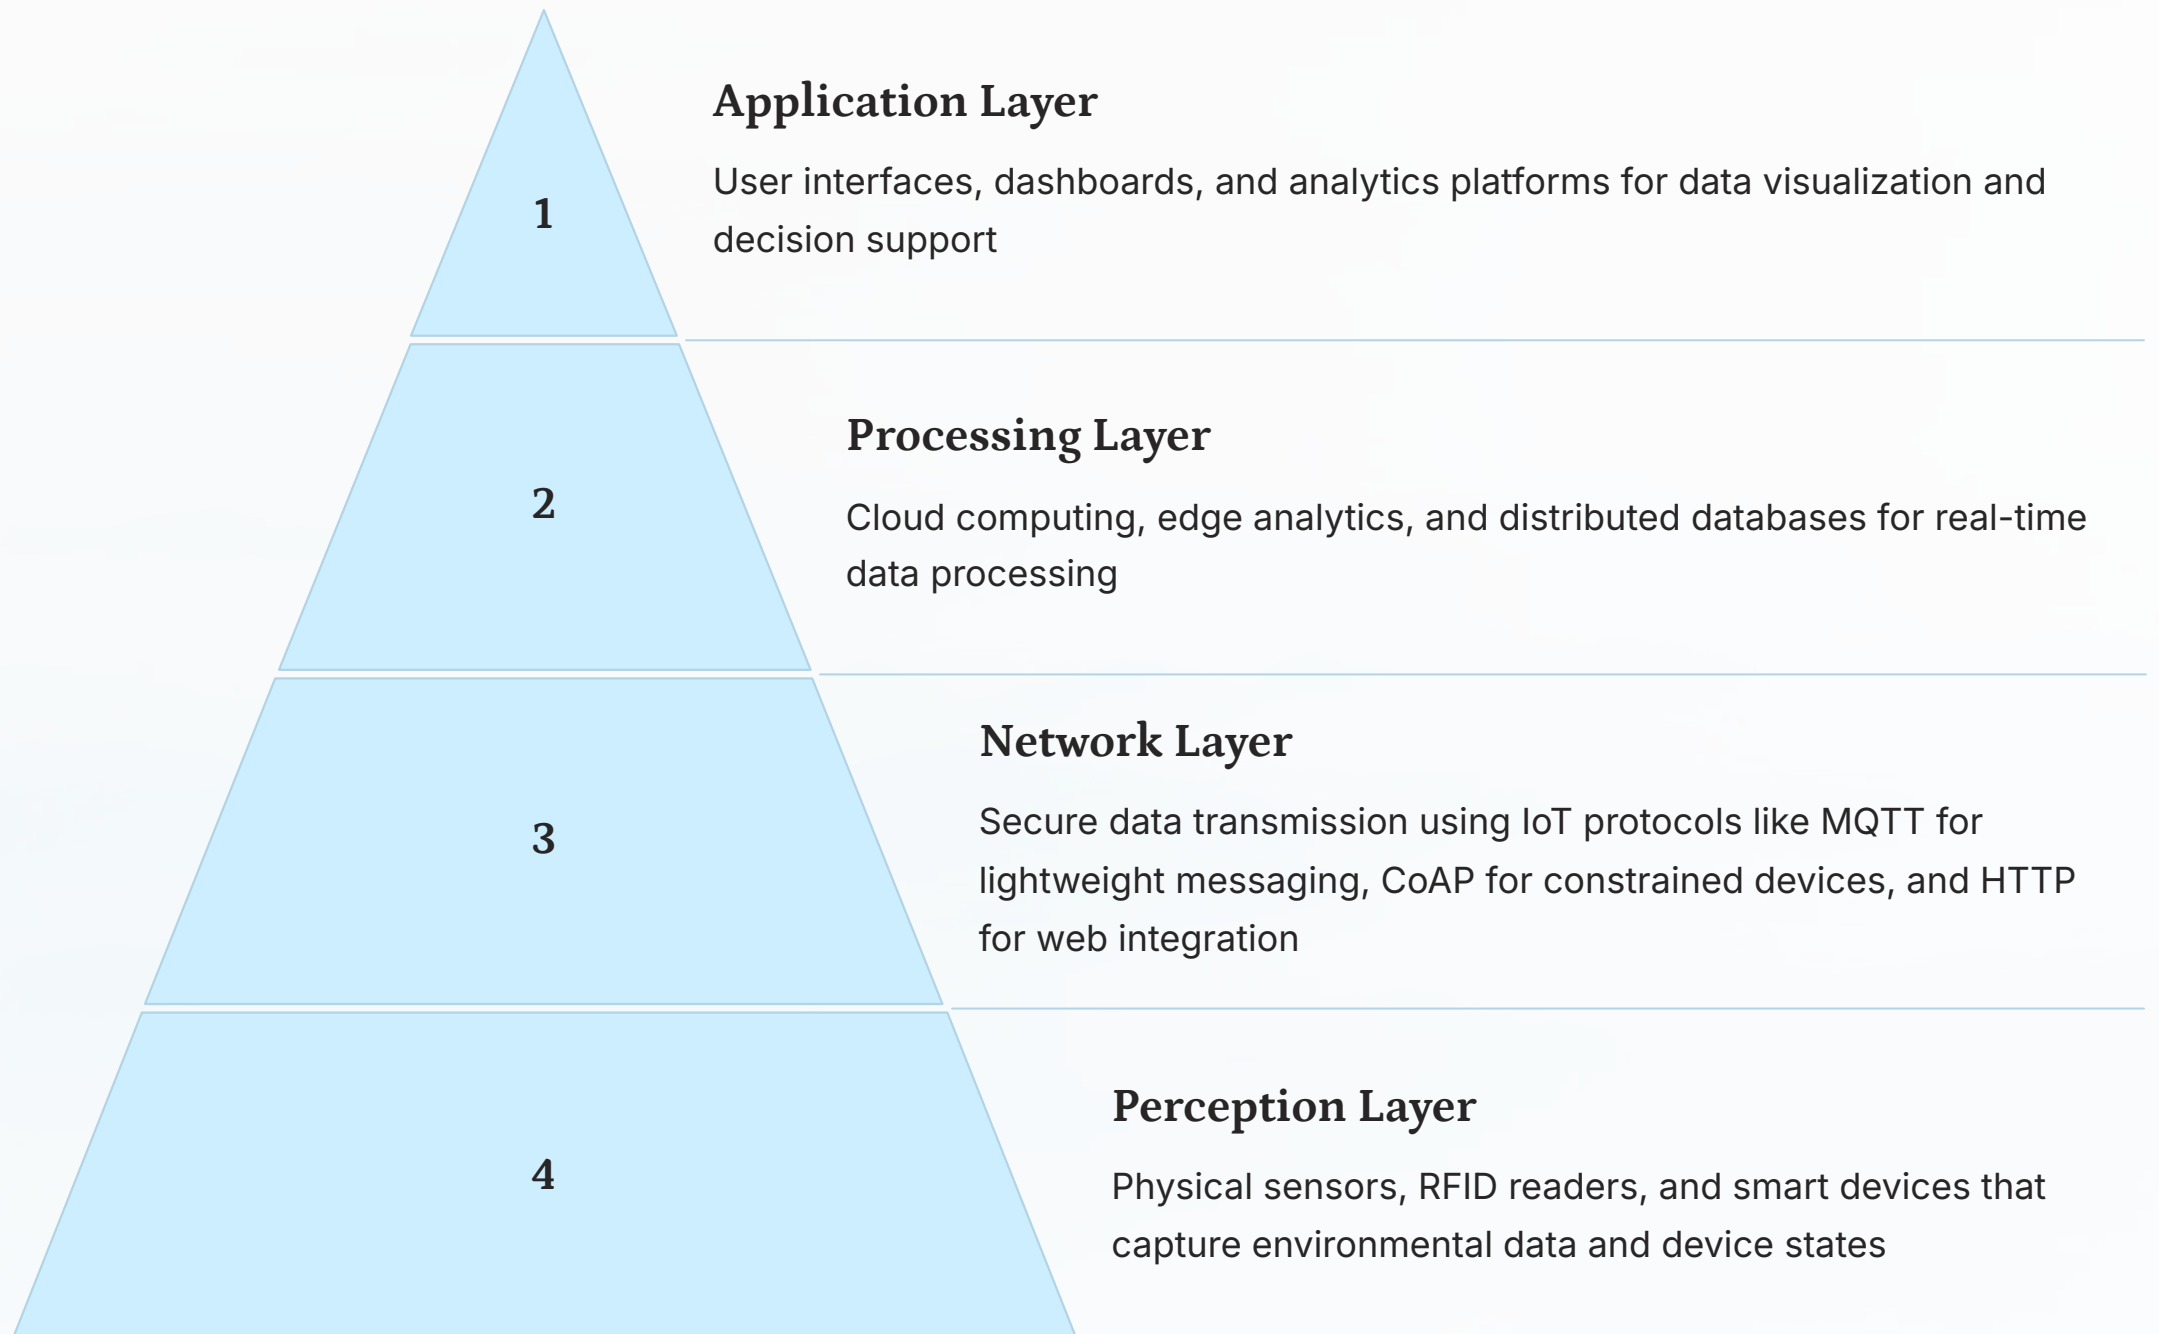 1
Application Layer
User interfaces, dashboards, and analytics platforms for data visualization and
decision support
2
Processing Layer
Cloud computing, edge analytics, and distributed databases for real-time
data processing
3
Network Layer
Secure data transmission using IoT protocols like MQTT for
lightweight messaging, CoAP for constrained devices, and HTTP
for web integration
4
Perception Layer
Physical sensors, RFID readers, and smart devices that
capture environmental data and device states